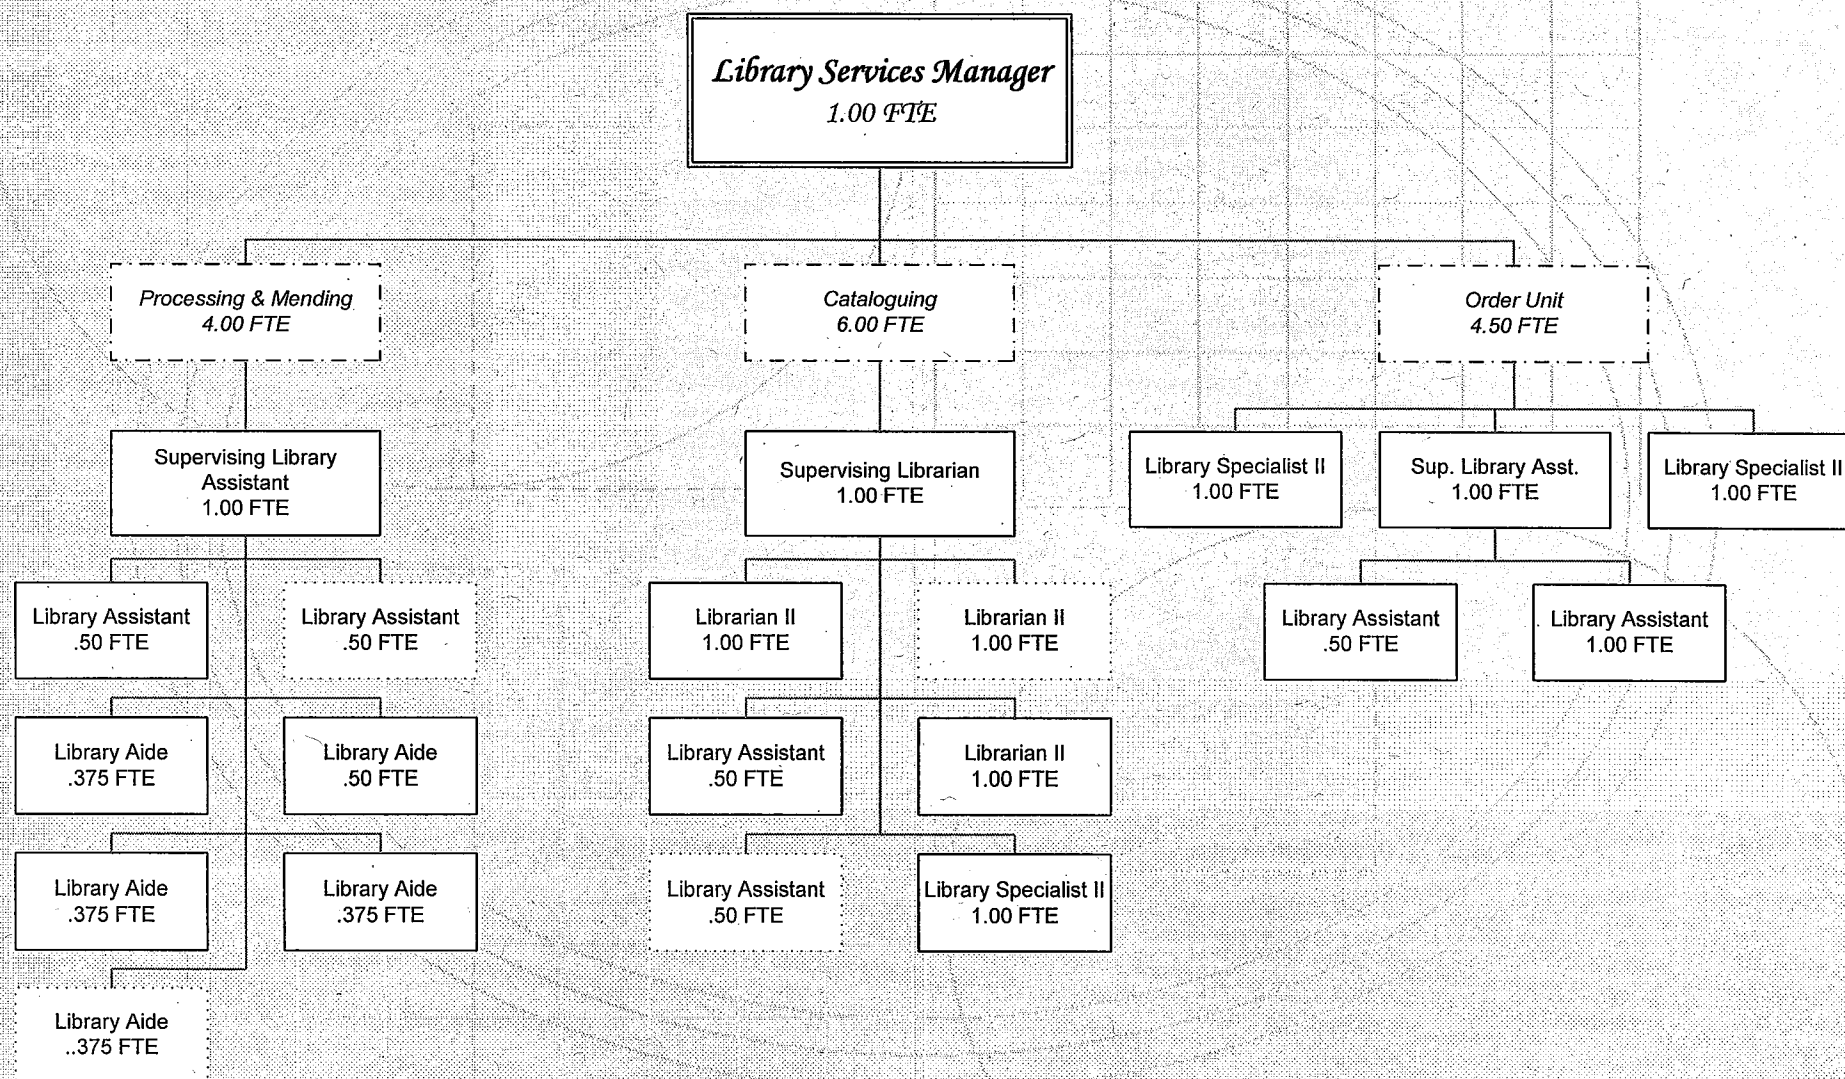 Library Services Manager
1.00 FTE
Processing & Mending
4.00 FTE
Cataloguing
6.00 FTE
Order Unit
4.50 FTE
Supervising Library
Assistant
1.00 FTE
Supervising Librarian
1.00 FTE
Library Specialist II
1.00 FTE
Sup. Library Asst.
1.00 FTE
Library Specialist II
1.00 FTE
Library Assistant
.50 FTE
Library Assistant
.50 FTE
Librarian II
1.00 FTE
Librarian II
1.00 FTE
Library Assistant
.50 FTE
Library Assistant
1.00 FTE
Library Aide
.375 FTE
Library Aide
.50 FTE
Library Assistant
.50 FTE
Librarian II
1.00 FTE
Library Aide
.375 FTE
Library Aide
.375 FTE
Library Assistant
.50 FTE
Library Specialist II
1.00 FTE
Library Aide
..375 FTE